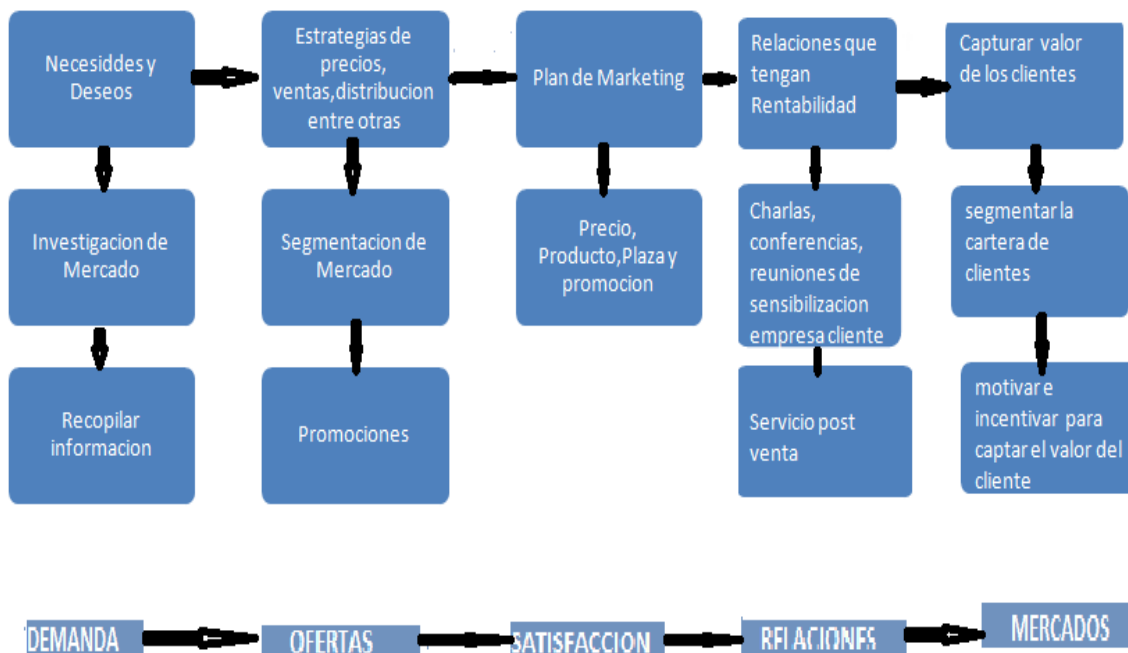 Necesiddes y
Deseos
Estrategias de
precios,
ventas,distribucion
entre otras
Plan de Marketing
Relaciones que
tengan
Rentabilidad
Capturar valor
de los clientes
Investigacion de
Mercado
Segmentacion de
Mercado
Precio,
Producto,Plaza y
promocion
Charlas,
conferencias,
reuniones de
sensibilizacion
empresa cliente
segmentar la
cartera de
clientes
Recopilar
informacion
Promociones
Servicio post
venta
motivar e
incentivar para
captar el valor del
cliente
DEMANDA
OFERTAS
SATISFACCION
RELACIONES
MERCADOS